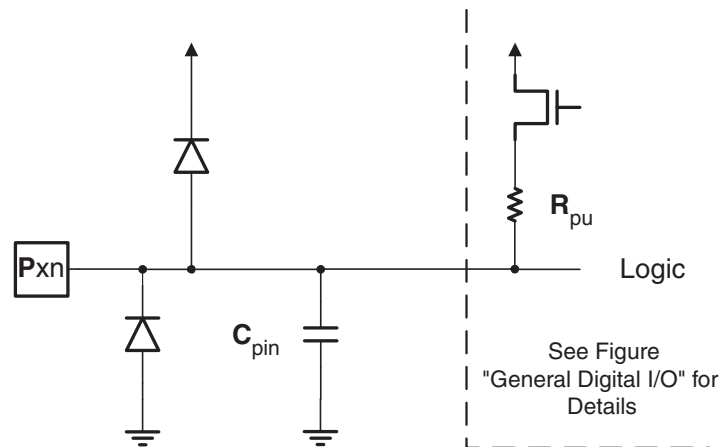 R
pu
Pxn
Logic
C
pin
See Figure
"General Digital I/O" for
Details